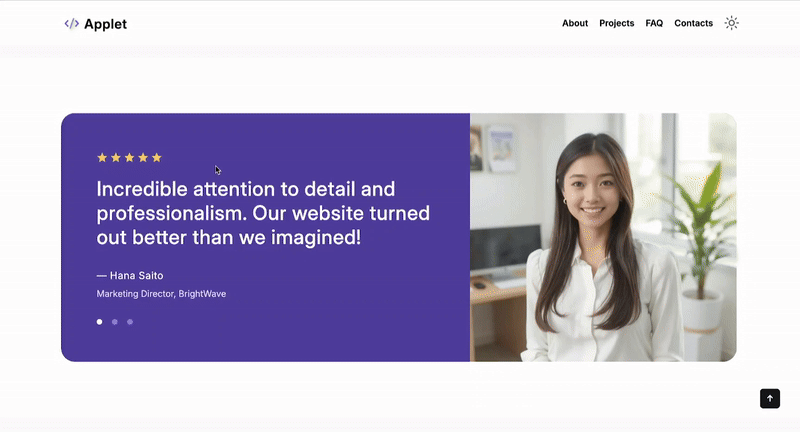 </> Applet
About Projects FAQ Contacts
Incredible attention to detail and
professionalism. Our website turned
out better than we imagined!
— Hana Saito
Marketing Director, BrightWave